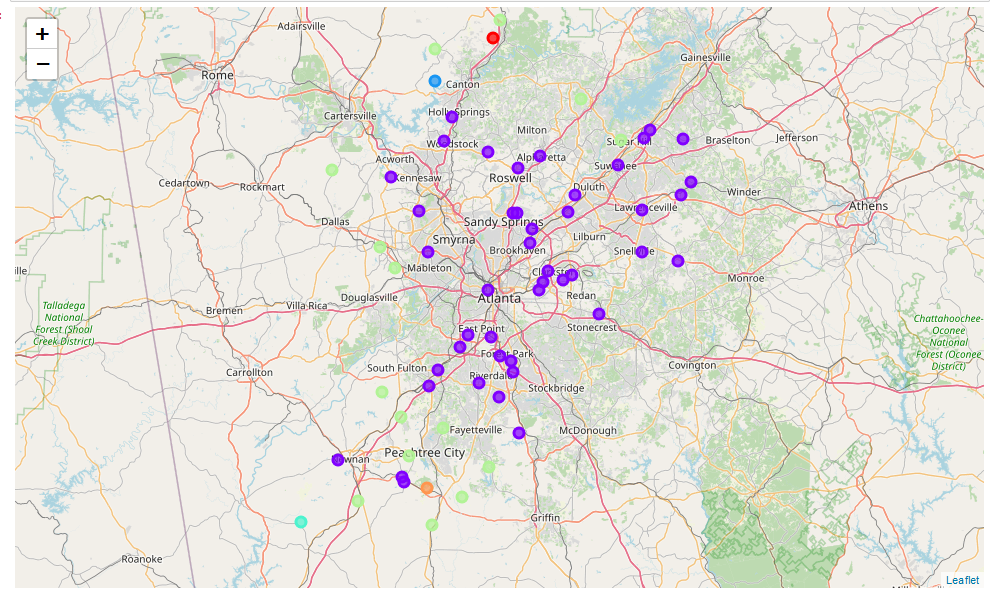 +
−
Adairsville
Gainesville
Rome
Canton
Cartersville
Holly Springs
Milton
Woodstock
Sugar Hill
Braselton
Jefferson
Acworth
Alpharetta
Suwanee
Kennesaw
Roswell
Cedartown
Rockmart
Duluth
Winder
Athens
Dallas
Sandy Springs
Lawrenceville
Smyrna
Lilburn
Brookhaven
Snellville
ille
Mableton
Clarkston
Monroe
Douglasville
Atlanta
Redan
Talladega
National
Forest (Shoal
Creek District)
Bremen
Villa Rica
East Point
Stonecrest
Chattahoochee-
Oconee
National
Forest (Oconee
District)
Carrollton
South Fulton
Forest Park
Riverdale
Covington
Stockbridge
Fayetteville
McDonough
Newnan
Peachtree City
Griffin
Roanoke
Leaflet